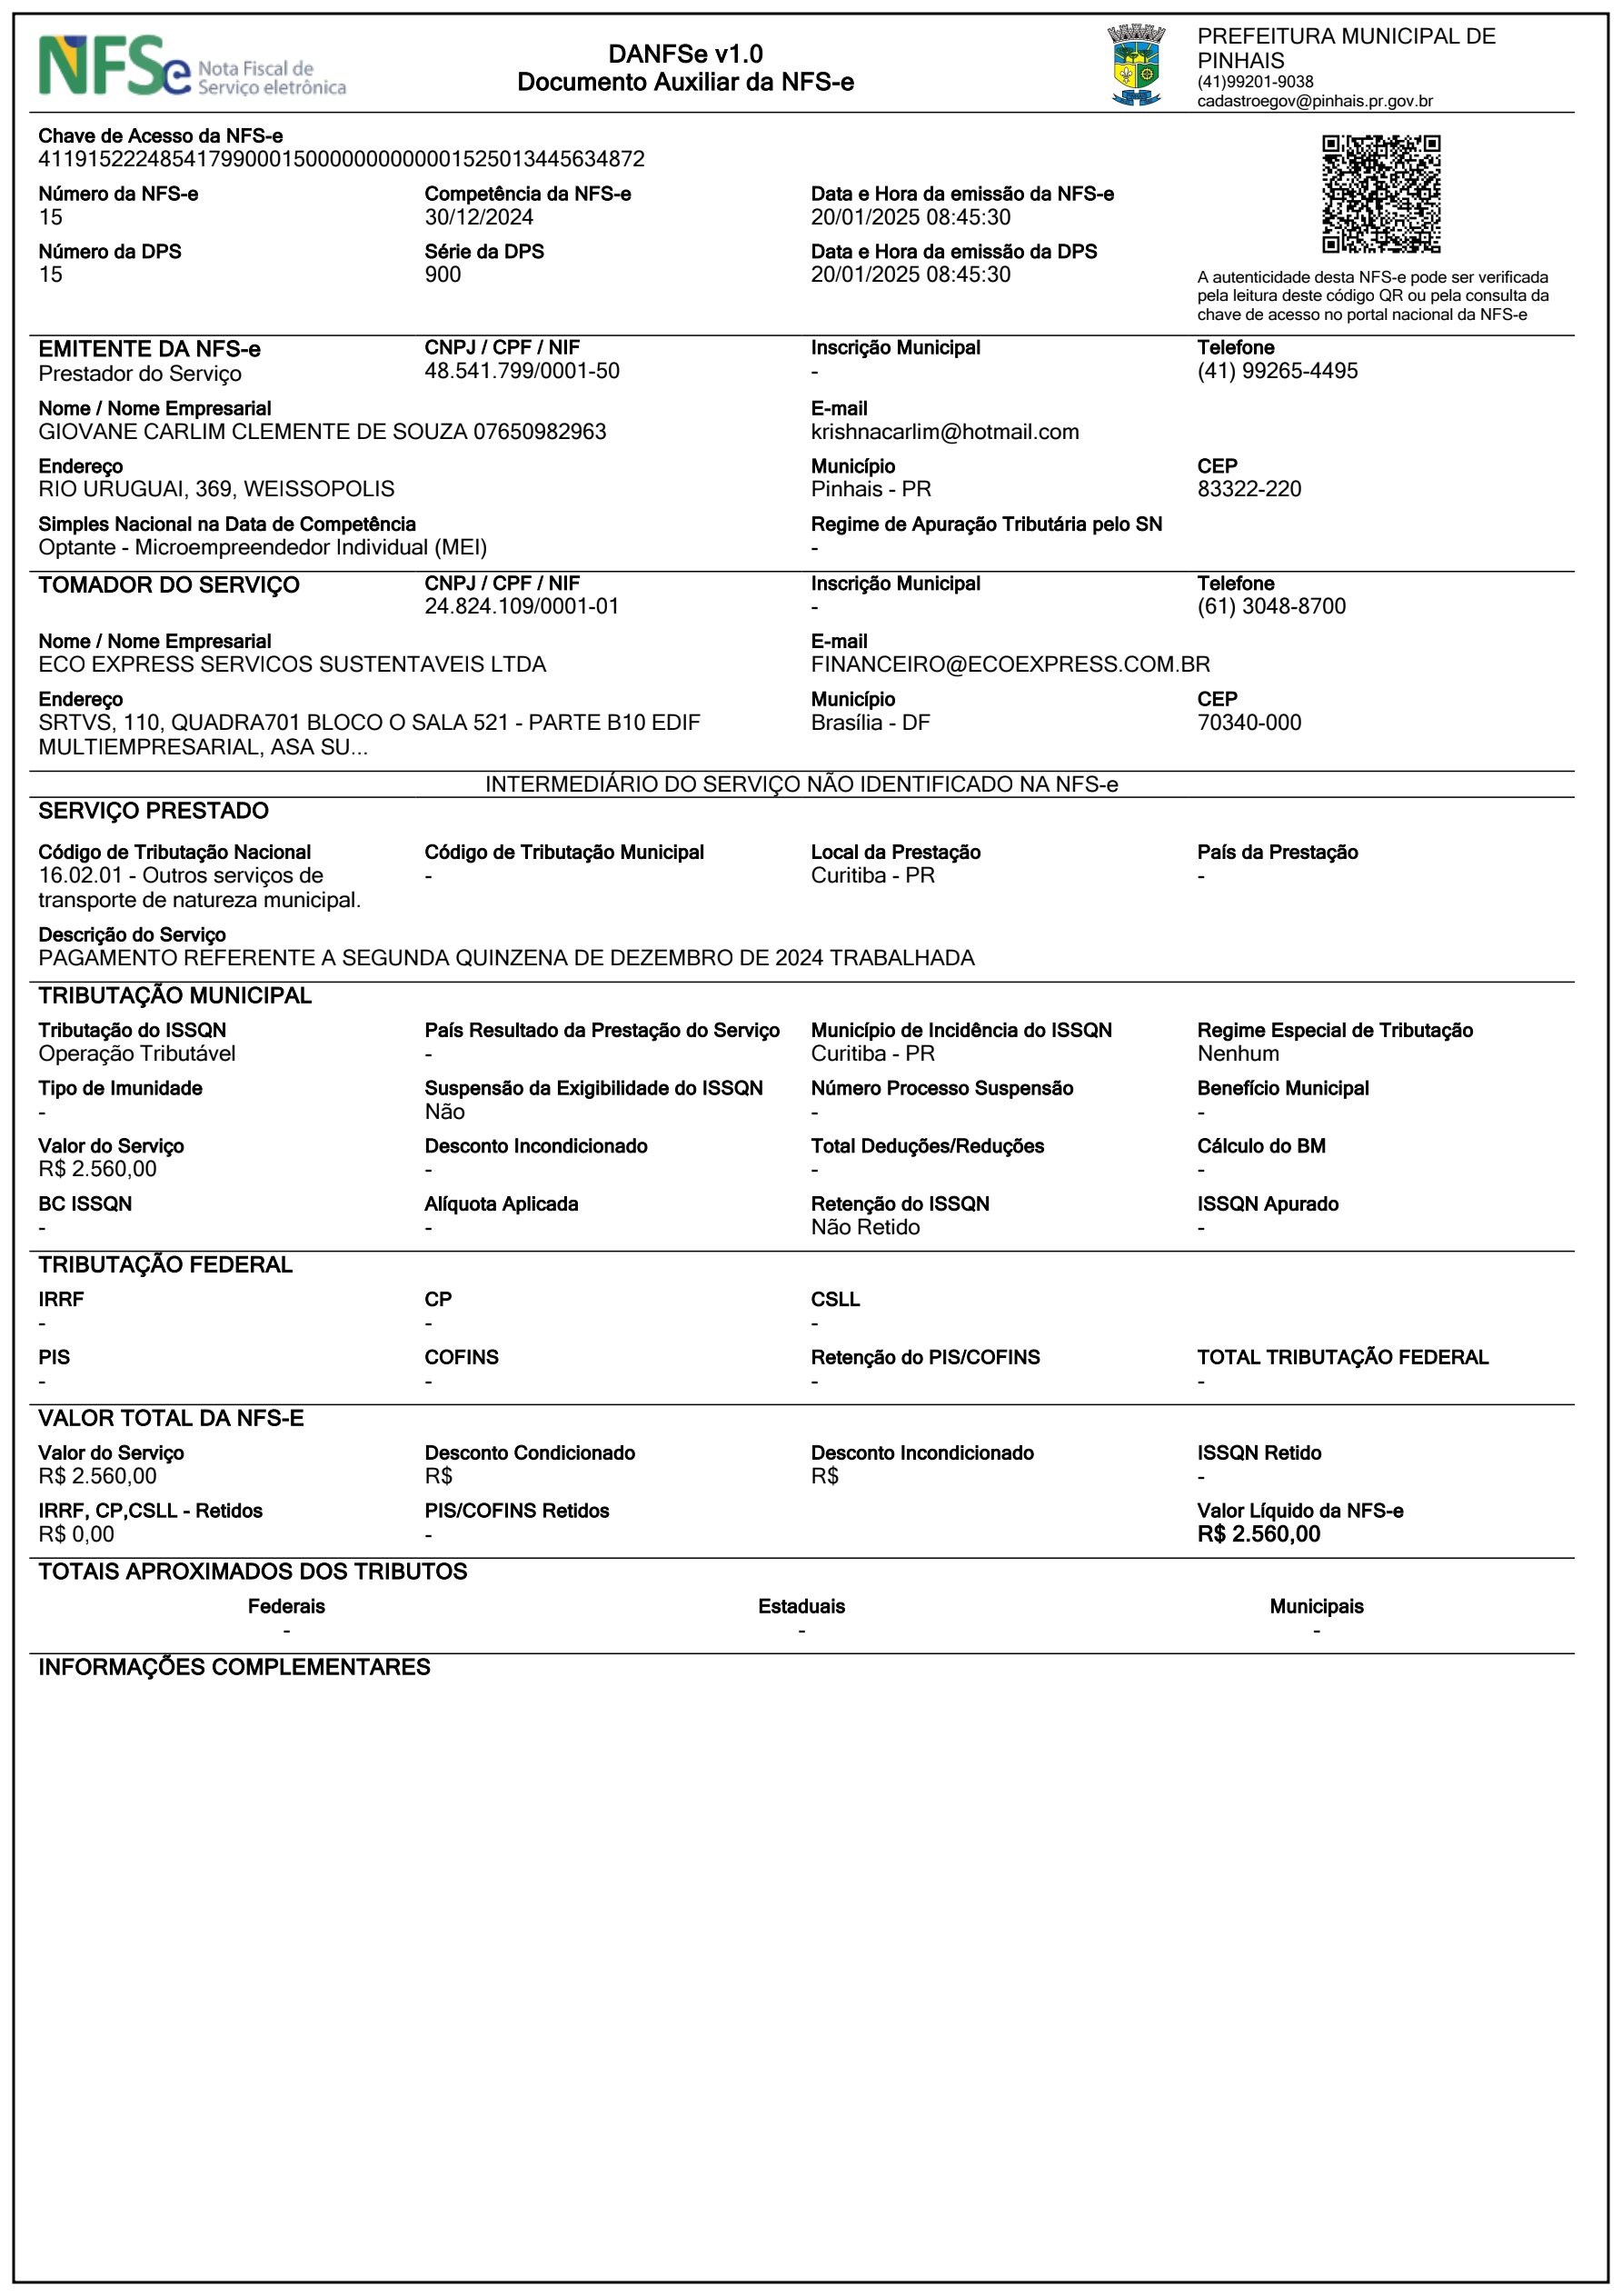 NFSe Nota Fiscal de
Serviço eletrônica
DANFSe v1.0
Documento Auxiliar da NFS-e
PREFEITURA MUNICIPAL DE
PINHAIS
(41)99201-9038
cadastroegov@pinhais.pr.gov.br
Chave de Acesso da NFS-e
41191522248541799000150000000000001525013445634872
Número da NFS-e Competência da NFS-e Data e Hora da emissão da NFS-e
15 30/12/2024 20/01/2025 08:45:30
Número da DPS Série da DPS Data e Hora da emissão da DPS
15 900 20/01/2025 08:45:30
A autenticidade desta NFS-e pode ser verificada
pela leitura deste código QR ou pela consulta da
chave de acesso no portal nacional da NFS-e
EMITENTE DA NFS-e CNPJ / CPF / NIF Inscrição Municipal Telefone
Prestador do Serviço 48.541.799/0001-50 - (41) 99265-4495
Nome / Nome Empresarial E-mail
GIOVANE CARLIM CLEMENTE DE SOUZA 07650982963 krishnacarlim@hotmail.com
Endereço Município CEP
RIO URUGUAI, 369, WEISSOPOLIS Pinhais - PR 83322-220
Simples Nacional na Data de Competência Regime de Apuração Tributária pelo SN
Optante - Microempreendedor Individual (MEI) -
TOMADOR DO SERVIÇO CNPJ / CPF / NIF Inscrição Municipal Telefone
24.824.109/0001-01 - (61) 3048-8700
Nome / Nome Empresarial E-mail
ECO EXPRESS SERVICOS SUSTENTAVEIS LTDA FINANCEIRO@ECOEXPRESS.COM.BR
Endereço Município CEP
SRTVS, 110, QUADRA701 BLOCO O SALA 521 - PARTE B10 EDIF Brasília - DF 70340-000
MULTIEMPRESARIAL, ASA SU...
INTERMEDIÁRIO DO SERVIÇO NÃO IDENTIFICADO NA NFS-e
SERVIÇO PRESTADO
Código de Tributação Nacional Código de Tributação Municipal Local da Prestação País da Prestação
16.02.01 - Outros serviços de - Curitiba - PR -
transporte de natureza municipal.
Descrição do Serviço
PAGAMENTO REFERENTE A SEGUNDA QUINZENA DE DEZEMBRO DE 2024 TRABALHADA
TRIBUTAÇÃO MUNICIPAL
Tributação do ISSQN País Resultado da Prestação do Serviço Município de Incidência do ISSQN Regime Especial de Tributação
Operação Tributável - Curitiba - PR Nenhum
Tipo de Imunidade Suspensão da Exigibilidade do ISSQN Número Processo Suspensão Benefício Municipal
- Não - -
Valor do Serviço Desconto Incondicionado Total Deduções/Reduções Cálculo do BM
R$ 2.560,00 - - -
BC ISSQN Alíquota Aplicada Retenção do ISSQN ISSQN Apurado
- - Não Retido -
TRIBUTAÇÃO FEDERAL
IRRF CP CSLL
- - -
PIS COFINS Retenção do PIS/COFINS TOTAL TRIBUTAÇÃO FEDERAL
- - - -
VALOR TOTAL DA NFS-E
Valor do Serviço Desconto Condicionado Desconto Incondicionado ISSQN Retido
R$ 2.560,00 R$ R$ -
IRRF, CP,CSLL - Retidos PIS/COFINS Retidos Valor Líquido da NFS-e
R$ 0,00 - R$ 2.560,00
TOTAIS APROXIMADOS DOS TRIBUTOS
Federais Estaduais Municipais
- - -
INFORMAÇÕES COMPLEMENTARES